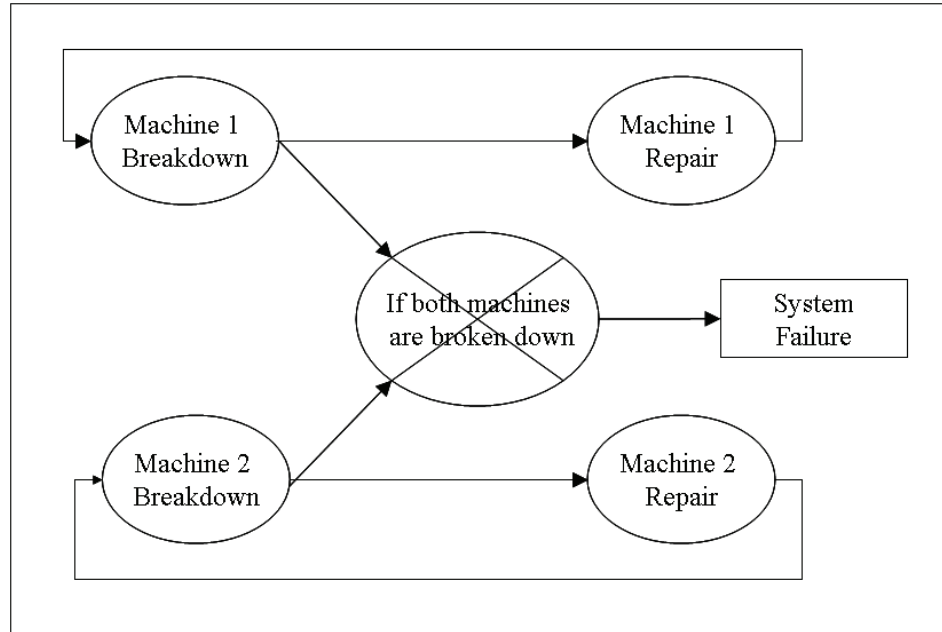 Machine 1
Breakdown
Machine 1
Repair
If both machines
are broken down
System
Failure
Machine 2
Breakdown
Machine 2
Repair